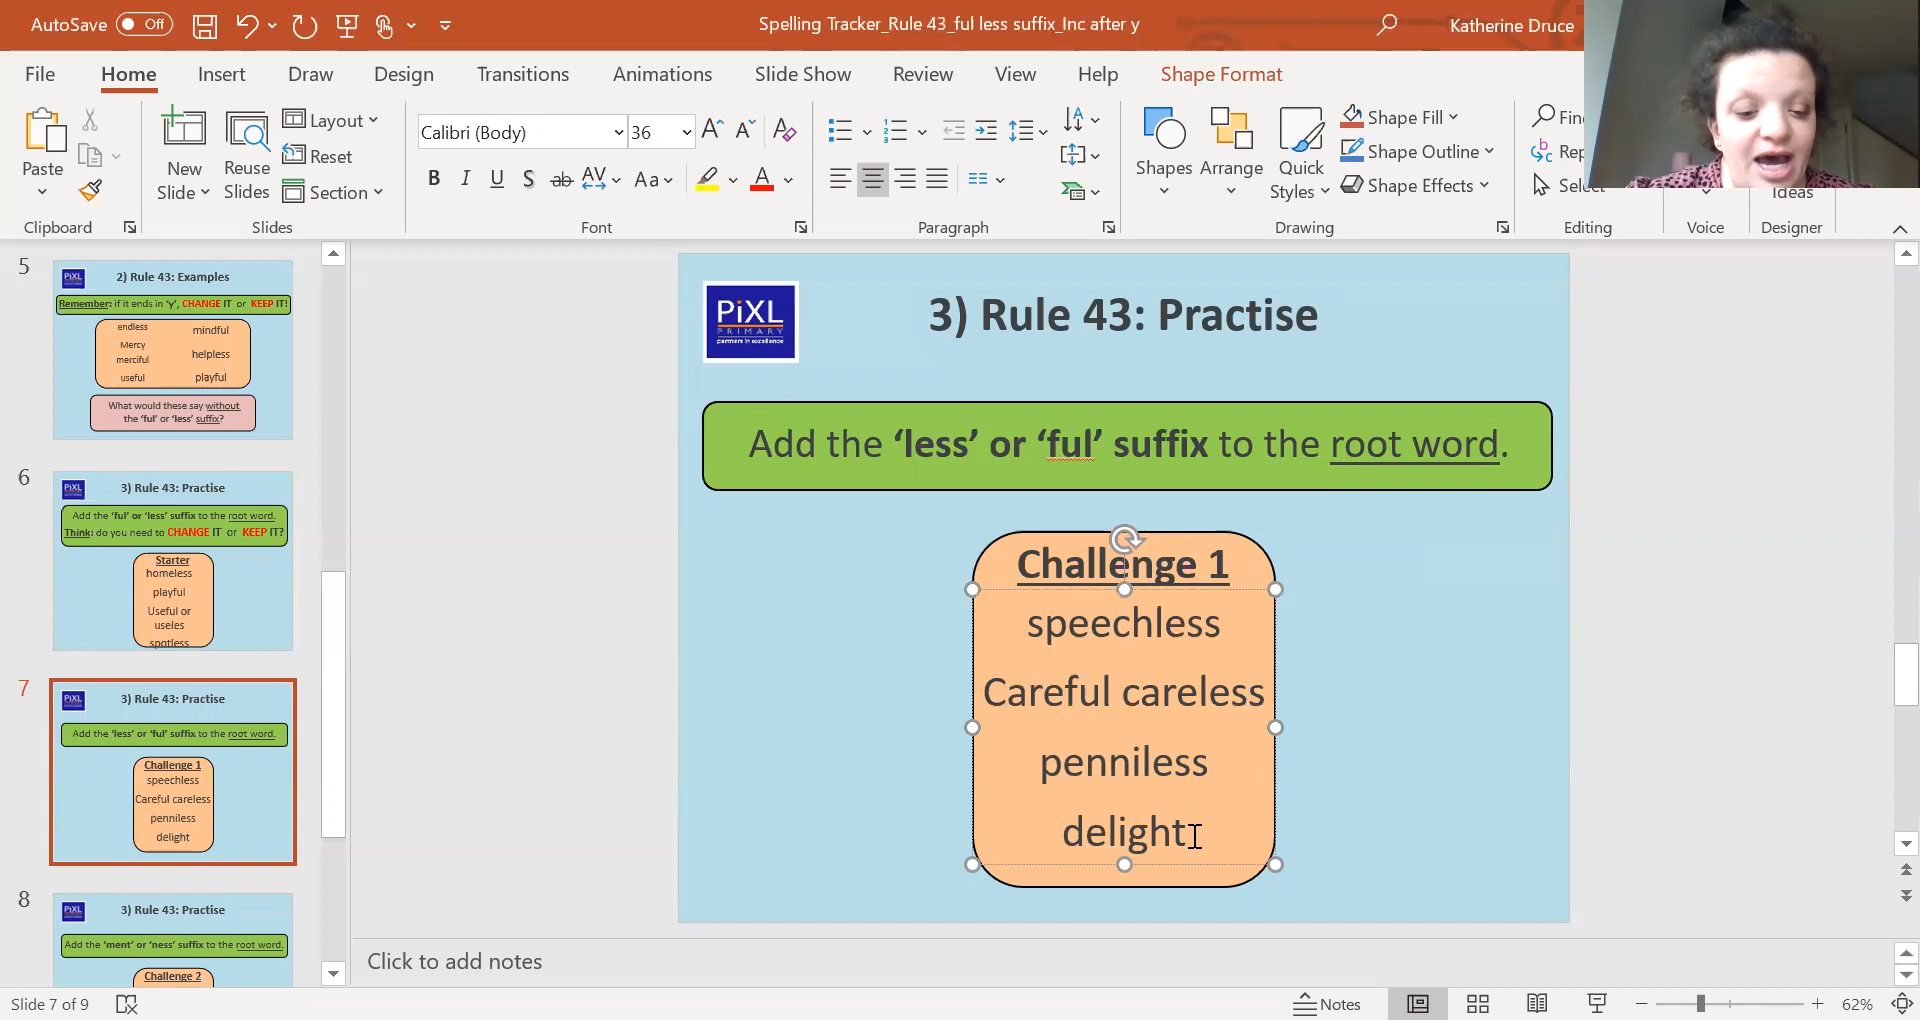 AutoSave Off
Spelling Tracker_Rule 43_ful less suffix_Inc after y
Katherine Druce
File Home Insert Draw Design Transitions Animations Slide Show Review View Help Shape Format
Paste
Clipboard
New Slide
Reuse Slides
Layout
Reset
Section
Slides
Calibri (Body) 36
B I U S ab AV Aa A
Font
Paragraph
Shapes
Arrange
Quick Styles
Shape Fill
Shape Outline
Shape Effects
Drawing
Editing
Voice
Ideas
Designer
5
PiXL
2) Rule 43: Examples
Remember: if it ends in ‘y’, CHANGE IT or KEEP IT!
endless mindful
Mercy
merciful helpless
useful playful
What would these say without
the ‘ful’ or ‘less’ suffix?
6
PiXL
3) Rule 43: Practise
Add the ‘ful’ or ‘less’ suffix to the root word.
Think: do you need to CHANGE IT or KEEP IT?
Starter
homeless
playful
Useful or
useles
spotless
7
PiXL
3) Rule 43: Practise
Add the ‘less’ or ‘ful’ suffix to the root word.
Challenge 1
speechless
Careful careless
penniless
delight
8
PiXL
3) Rule 43: Practise
Add the ‘ment’ or ‘ness’ suffix to the root word.
Challenge 2
PiXL
PRIMARY
partners in excellence
3) Rule 43: Practise
Add the ‘less’ or ‘ful’ suffix to the root word.
Challenge 1
speechless
Careful careless
penniless
delight
Click to add notes
Slide 7 of 9
Notes
62%